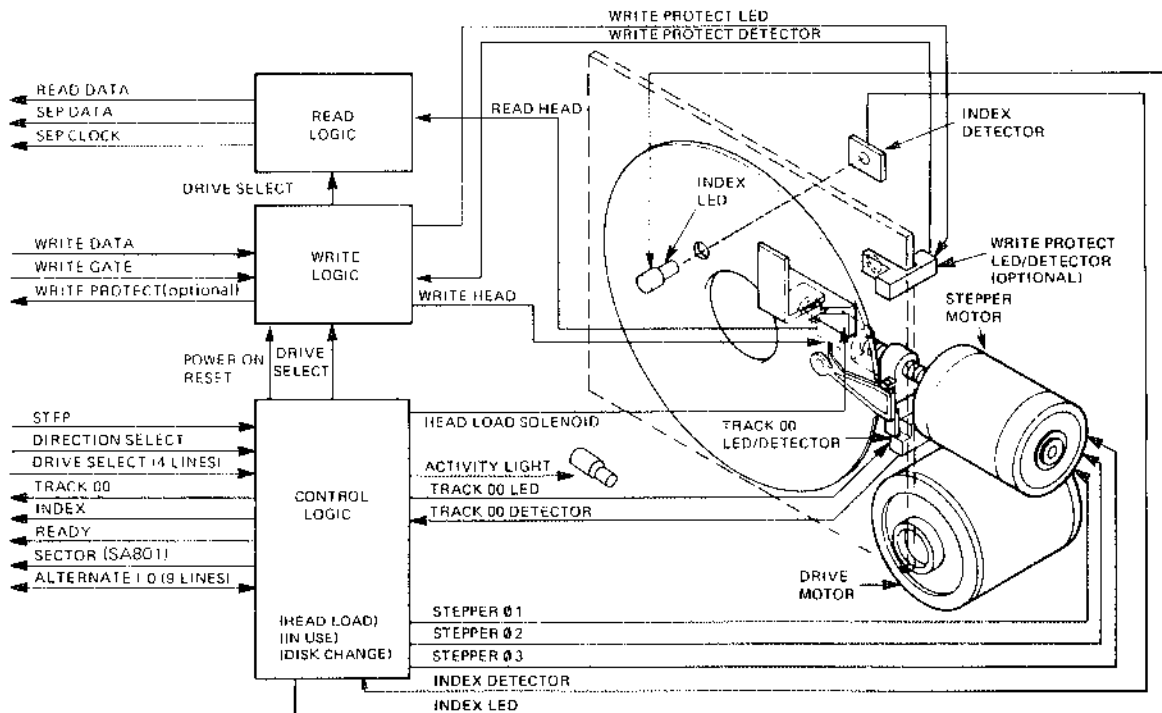 WRITE PROTECT LED
WRITE PROTECT DETECTOR
READ DATA
SEP DATA
SEP CLOCK
READ
LOGIC
READ HEAD
INDEX
DETECTOR
DRIVE SELECT
INDEX
LED
WRITE DATA
WRITE GATE
WRITE PROTECT(optional)
WRITE
LOGIC
WRITE HEAD
WRITE PROTECT
LED/DETECTOR
(OPTIONAL)
STEPPER
MOTOR
POWER ON
RESET
DRIVE
SELECT
STEP
DIRECTION SELECT
DRIVE SELECT (4 LINES)
TRACK 00
INDEX
READY
SECTOR (SA801)
ALTERNATE I O (9 LINES)
CONTROL
LOGIC
(HEAD LOAD)
(IN USE)
(DISK CHANGE)
HEAD LOAD SOLENOID
TRACK 00
LED/DETECTOR
ACTIVITY LIGHT
TRACK 00 LED
TRACK 00 DETECTOR
DRIVE
MOTOR
STEPPER Ø1
STEPPER Ø2
STEPPER Ø3
INDEX DETECTOR
INDEX LED